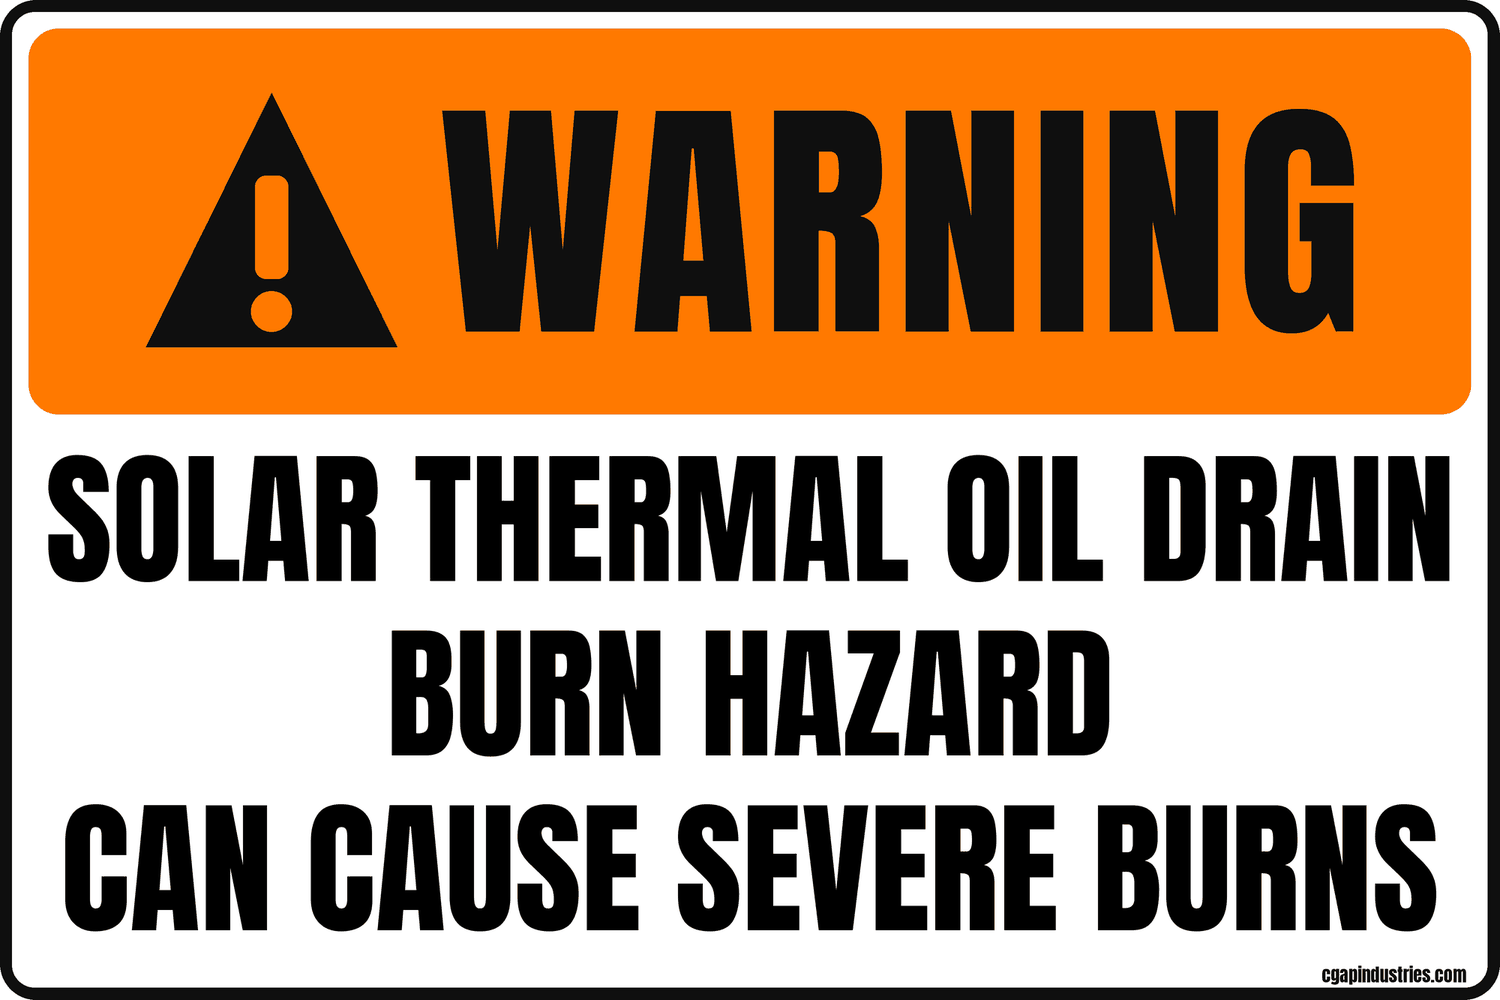 WARNING
SOLAR THERMAL OIL DRAIN
BURN HAZARD
CAN CAUSE SEVERE BURNS
cgapindustries.com